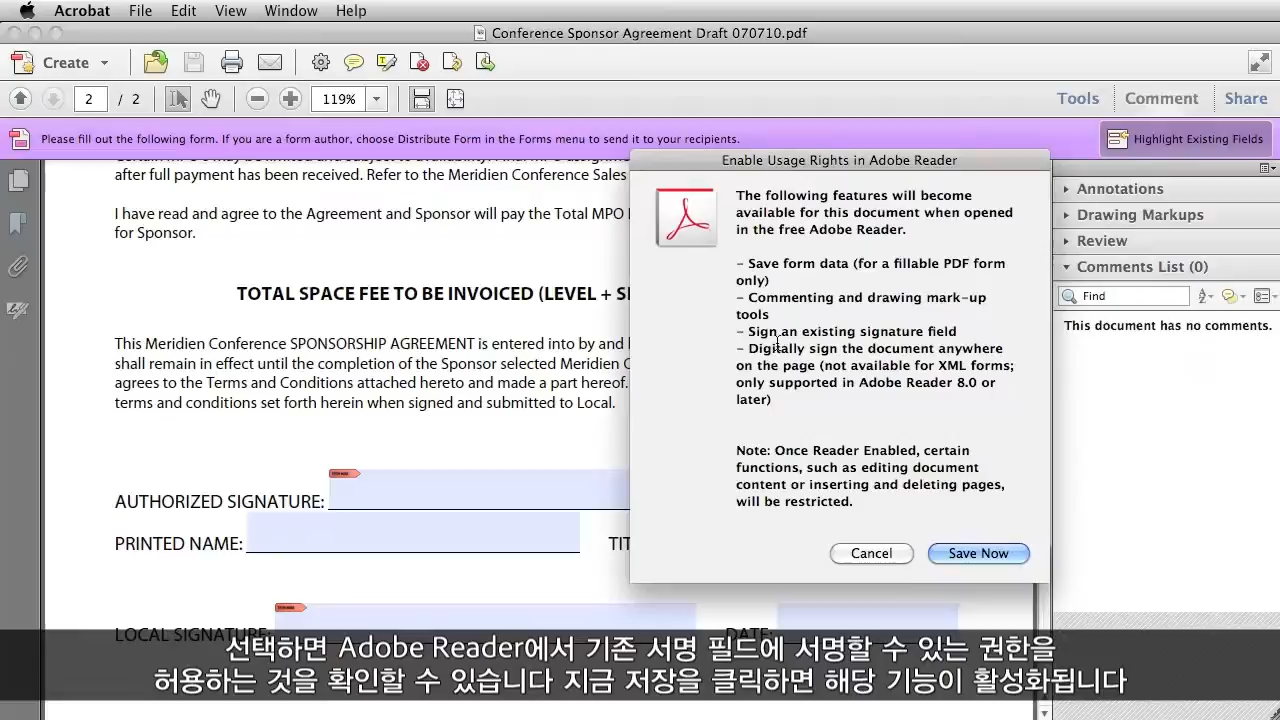 Acrobat File Edit View Window Help
Conference Sponsor Agreement Draft 070710.pdf
Create
2 / 2 119% Tools Comment Share
Please fill out the following form. If you are a form author, choose Distribute Form in the Forms menu to send it to your recipients. Highlight Existing Fields
after full payment has been received. Refer to the Meridien Conference Sales
I have read and agree to the Agreement and Sponsor will pay the Total MPO
for Sponsor.
TOTAL SPACE FEE TO BE INVOICED (LEVEL +
This Meridien Conference SPONSORSHIP AGREEMENT is entered into by and
shall remain in effect until the completion of the Sponsor selected Meridien
agrees to the Terms and Conditions attached hereto and made a part hereof.
terms and conditions set forth herein when signed and submitted to Local.
AUTHORIZED SIGNATURE:
PRINTED NAME: TIT
LOCAL SIGNATURE: DATE:
Enable Usage Rights in Adobe Reader
The following features will become
available for this document when opened
in the free Adobe Reader.
- Save form data (for a fillable PDF form
only)
- Commenting and drawing mark-up
tools
- Sign an existing signature field
- Digitally sign the document anywhere
on the page (not available for XML forms;
only supported in Adobe Reader 8.0 or
later)
Note: Once Reader Enabled, certain
functions, such as editing document
content or inserting and deleting pages,
will be restricted.
Cancel Save Now
Annotations
Drawing Markups
Review
Comments List (0)
Find
This document has no comments.
선택하면 Adobe Reader에서 기존 서명 필드에 서명할 수 있는 권한을
허용하는 것을 확인할 수 있습니다 지금 저장을 클릭하면 해당 기능이 활성화됩니다